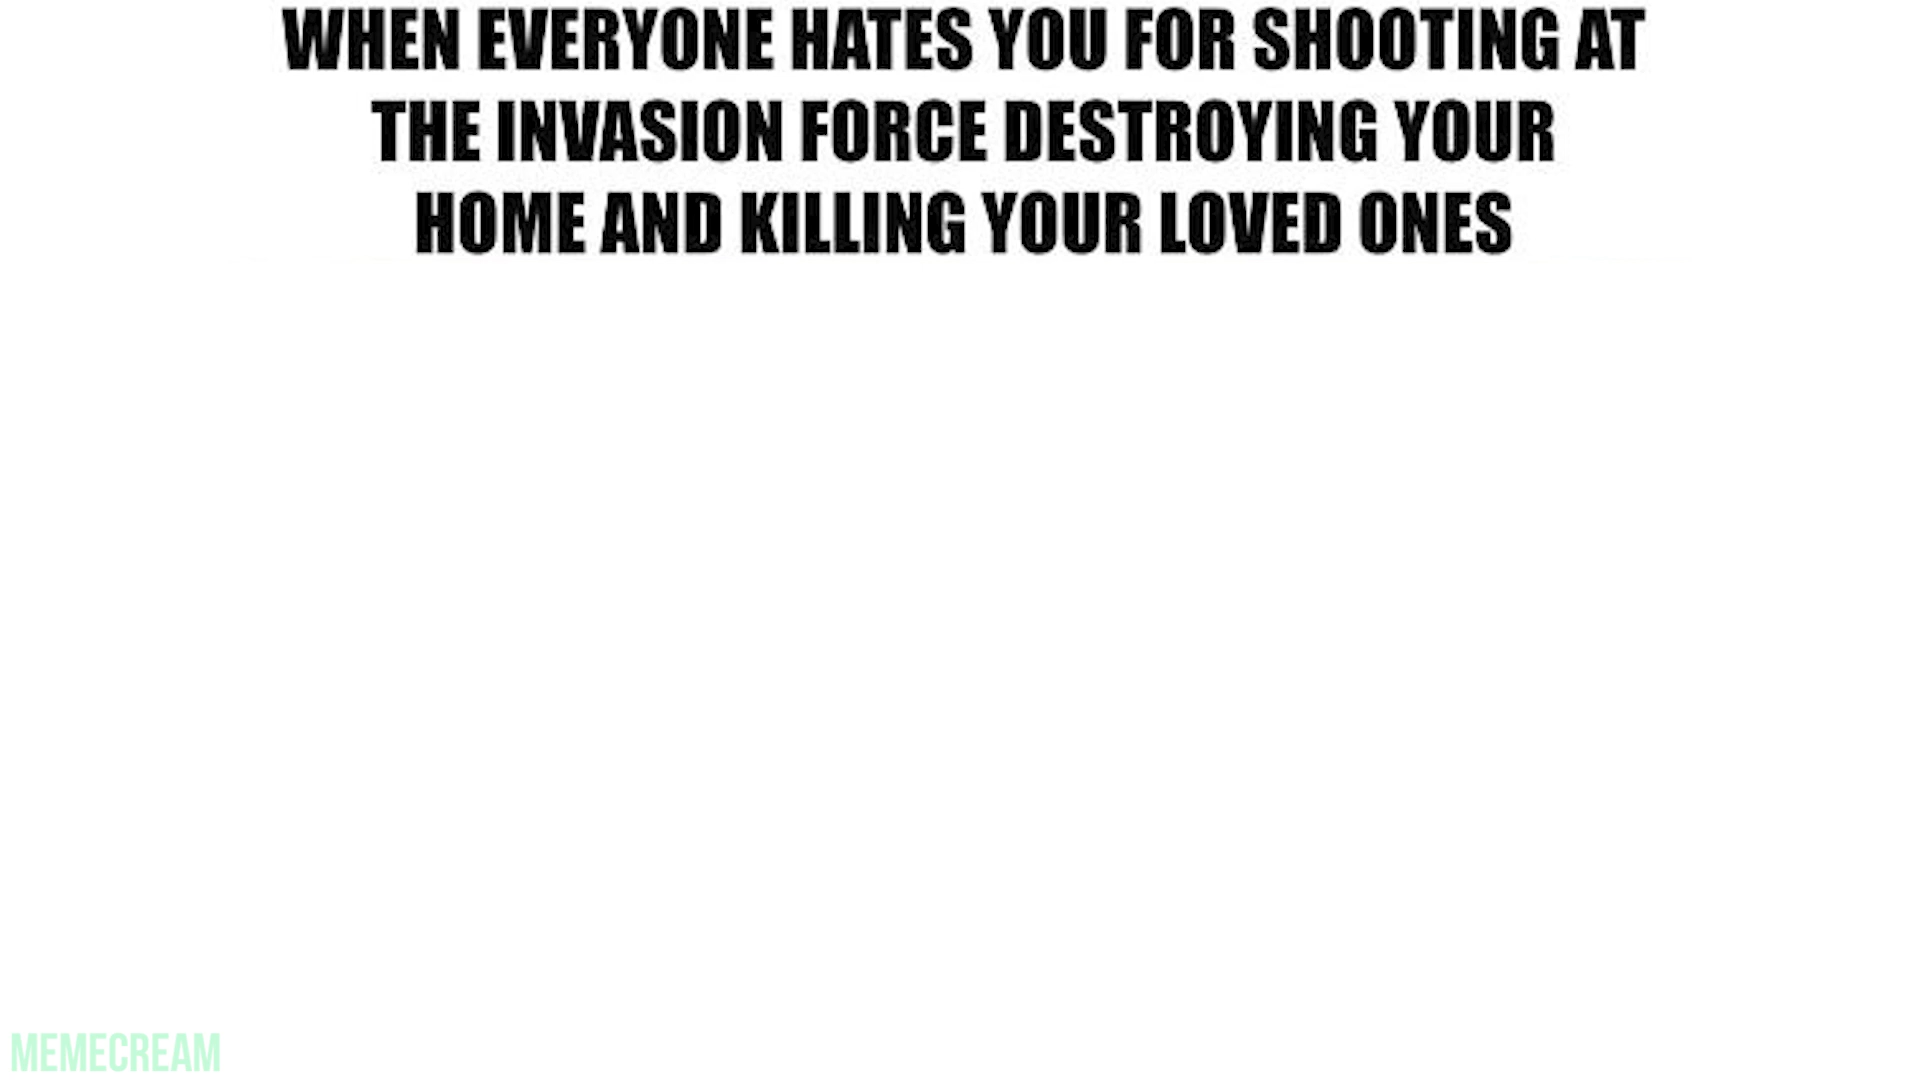 WHEN EVERYONE HATES YOU FOR SHOOTING AT
THE INVASION FORCE DESTROYING YOUR
HOME AND KILLING YOUR LOVED ONES
MEMECREAM